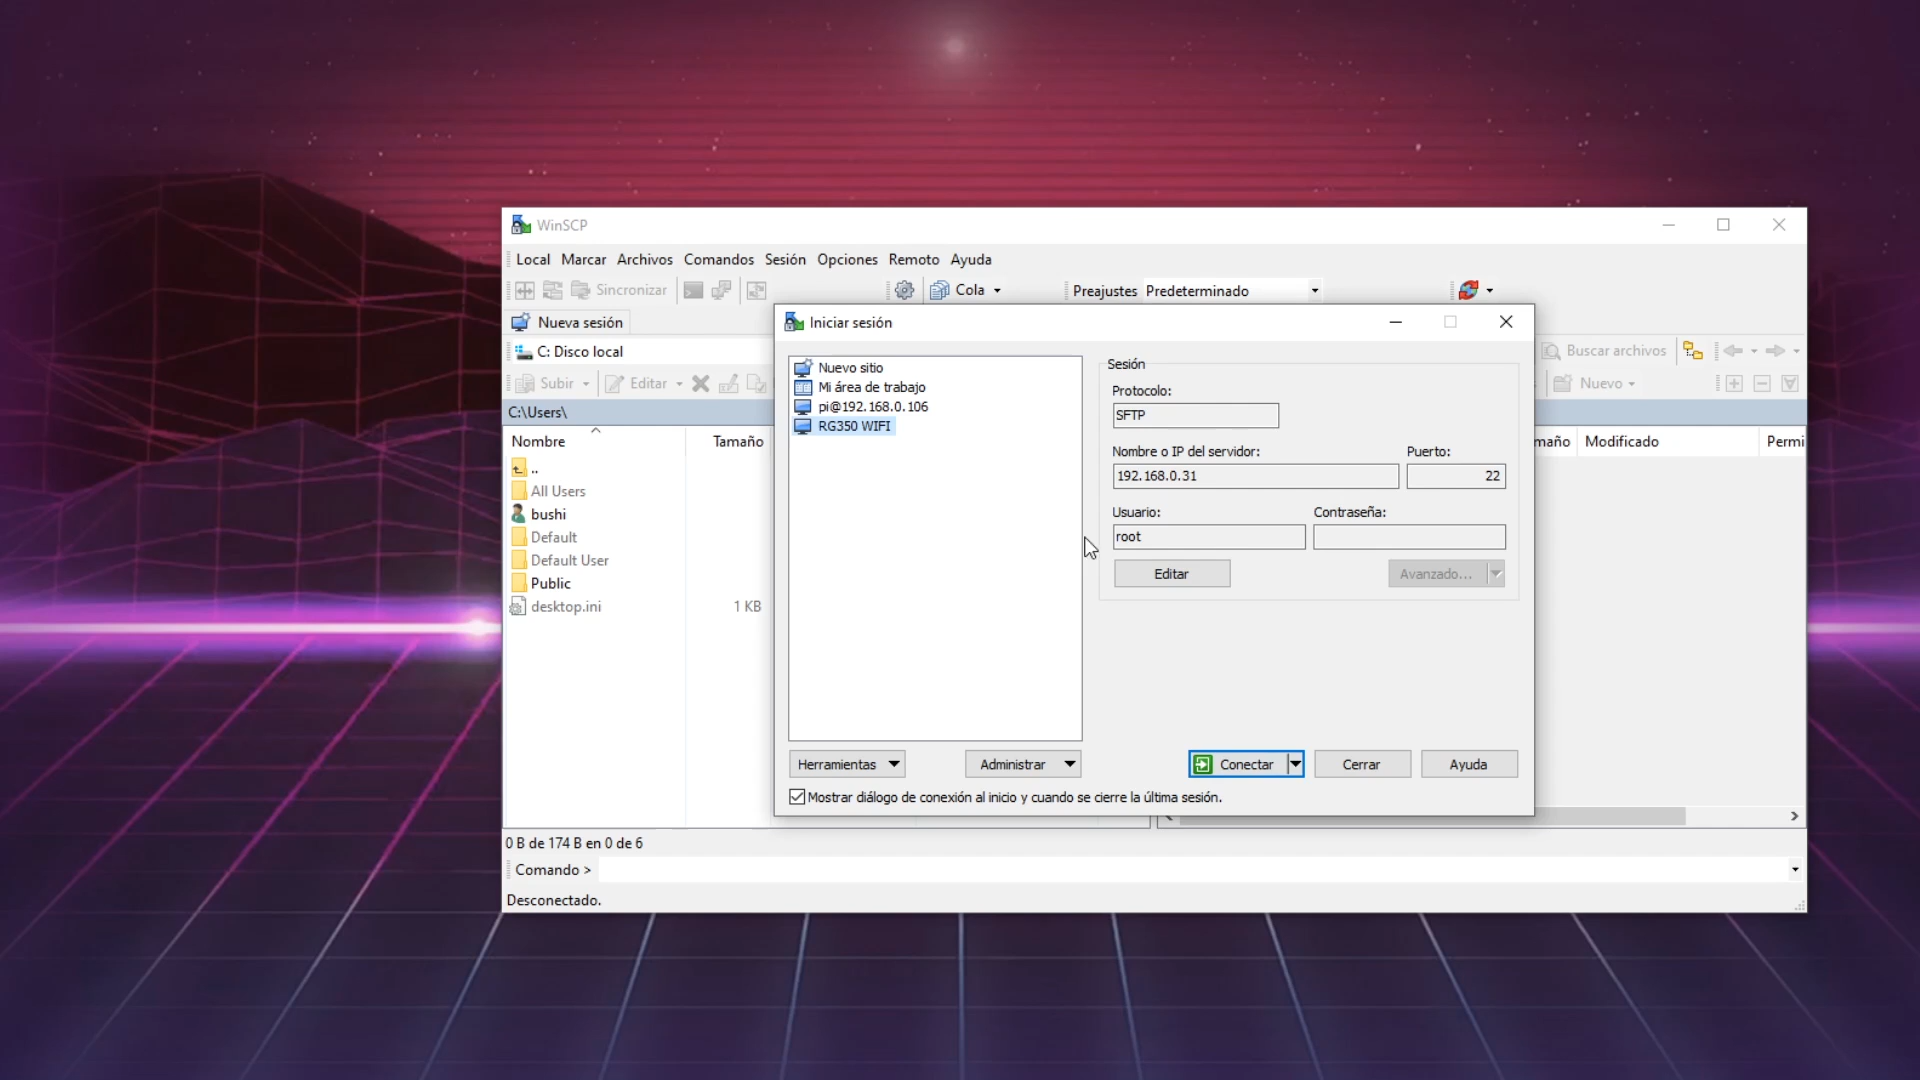 WinSCP
Local Marcar Archivos Comandos Sesión Opciones Remoto Ayuda
Sincronizar Cola Preajustes Predeterminado
Nueva sesión
C: Disco local
Buscar archivos
Subir Editar
Nuevo
C:\Users\
Nombre Tamaño
maño Modificado Permi
..
All Users
bushi
Default
Default User
Public
desktop.ini 1 KB
Iniciar sesión
Nuevo sitio
Mi área de trabajo
pi@192.168.0.106
RG350 WIFI
Sesión
Protocolo:
SFTP
Nombre o IP del servidor: Puerto:
192.168.0.31 22
Usuario: Contraseña:
root
Editar Avanzado...
Herramientas Administrar Conectar Cerrar Ayuda
Mostrar diálogo de conexión al inicio y cuando se cierre la última sesión.
0 B de 174 B en 0 de 6
Comando >
Desconectado.